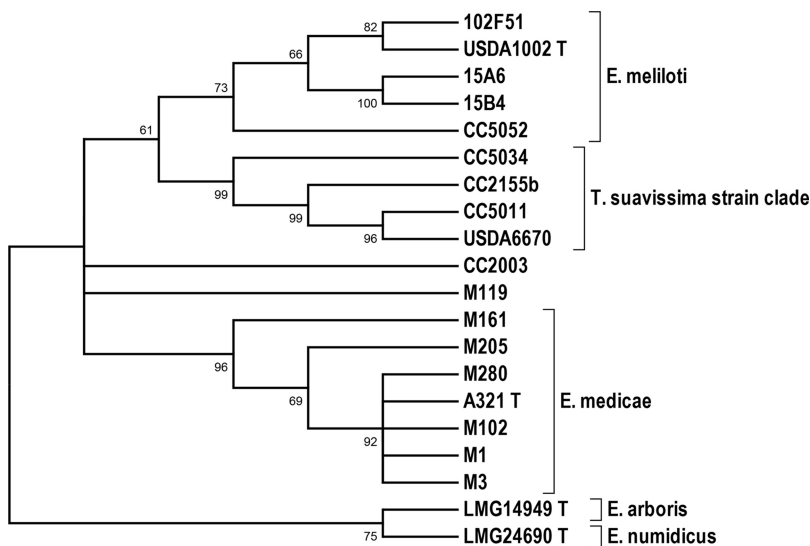 102F51
82
USDA1002 T
66
15A6
E. meliloti
73
100
15B4
61
CC5052
CC5034
99
CC2155b
T. suavissima strain clade
99
CC5011
96
USDA6670
CC2003
M119
M161
96
M205
69
M280
A321 T
E. medicae
92
M102
M1
M3
LMG14949 T
E. arboris
75
LMG24690 T
E. numidicus